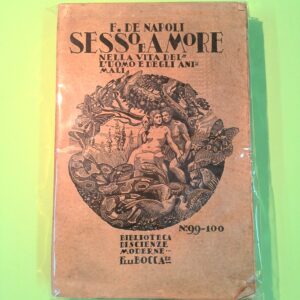 F. DE NAPOLI
SESSO E AMORE
NELLA VITA DEL=
L'UOMO E DEGLI ANI=
MALI
No 99-100
BIBLIOTECA
DI SCIENZE
MODERNE
F.LLI BOCCA ED.